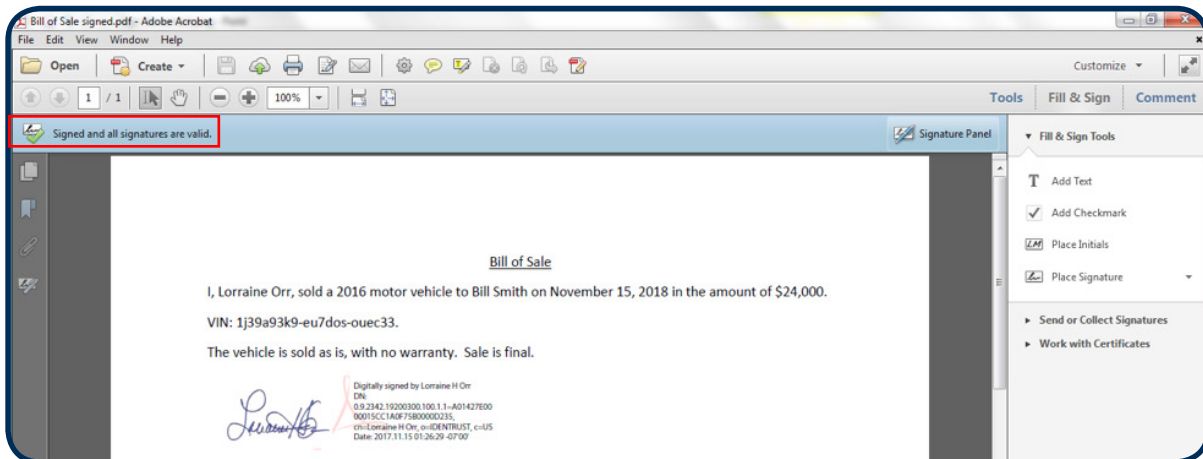 Bill of Sale signed.pdf - Adobe Acrobat
File Edit View Window Help
Open Create Customize
1 / 1 100% Tools Fill & Sign Comment
Signed and all signatures are valid. Signature Panel
Fill & Sign Tools
T Add Text
Add Checkmark
LM Place Initials
Place Signature
Send or Collect Signatures
Work with Certificates
Bill of Sale
I, Lorraine Orr, sold a 2016 motor vehicle to Bill Smith on November 15, 2018 in the amount of $24,000.
VIN: 1j39a93k9-eu7dos-ouec33.
The vehicle is sold as is, with no warranty. Sale is final.
Digitally signed by Lorraine H Orr
DN:
0.9.2342.19200300.100.1.1=A01427E00
00015CC1A0F75B0000D235,
cn=Lorraine H Orr, o=IDENTRUST, c=US
Date: 2017.11.15 01:26:29 -07'00'